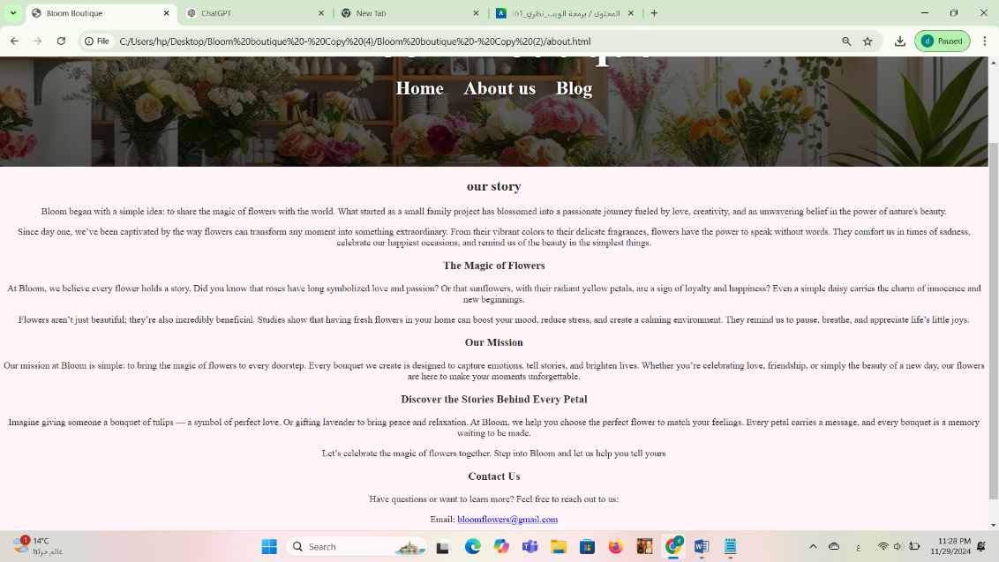 Bloom Boutique
ChatGPT
New Tab
المحتوى / برمجة الويب_نظري_161
File
C:/Users/hp/Desktop/Bloom%20boutique%20-%20Copy%20(4)/Bloom%20boutique%20-%20Copy%20(2)/about.html
d
Paused
Home About us Blog
our story
Bloom began with a simple idea: to share the magic of flowers with the world. What started as a small family project has blossomed into a passionate journey fueled by love, creativity, and an unwavering belief in the power of nature's beauty.
Since day one, we’ve been captivated by the way flowers can transform any moment into something extraordinary. From their vibrant colors to their delicate fragrances, flowers have the power to speak without words. They comfort us in times of sadness,
celebrate our happiest occasions, and remind us of the beauty in the simplest things.
The Magic of Flowers
At Bloom, we believe every flower holds a story. Did you know that roses have long symbolized love and passion? Or that sunflowers, with their radiant yellow petals, are a sign of loyalty and happiness? Even a simple daisy carries the charm of innocence and
new beginnings.
Flowers aren’t just beautiful; they’re also incredibly beneficial. Studies show that having fresh flowers in your home can boost your mood, reduce stress, and create a calming environment. They remind us to pause, breathe, and appreciate life’s little joys.
Our Mission
Our mission at Bloom is simple: to bring the magic of flowers to every doorstep. Every bouquet we create is designed to capture emotions, tell stories, and brighten lives. Whether you’re celebrating love, friendship, or simply the beauty of a new day, our flowers
are here to make your moments unforgettable.
Discover the Stories Behind Every Petal
Imagine giving someone a bouquet of tulips — a symbol of perfect love. Or gifting lavender to bring peace and relaxation. At Bloom, we help you choose the perfect flower to match your feelings. Every petal carries a message, and every bouquet is a memory
waiting to be made.
Let’s celebrate the magic of flowers together. Step into Bloom and let us help you tell yours
Contact Us
Have questions or want to learn more? Feel free to reach out to us:
Email: bloomflowers@gmail.com
1
14°C
غائم جزئيًا
Search
d
ع
11:28 PM
11/29/2024